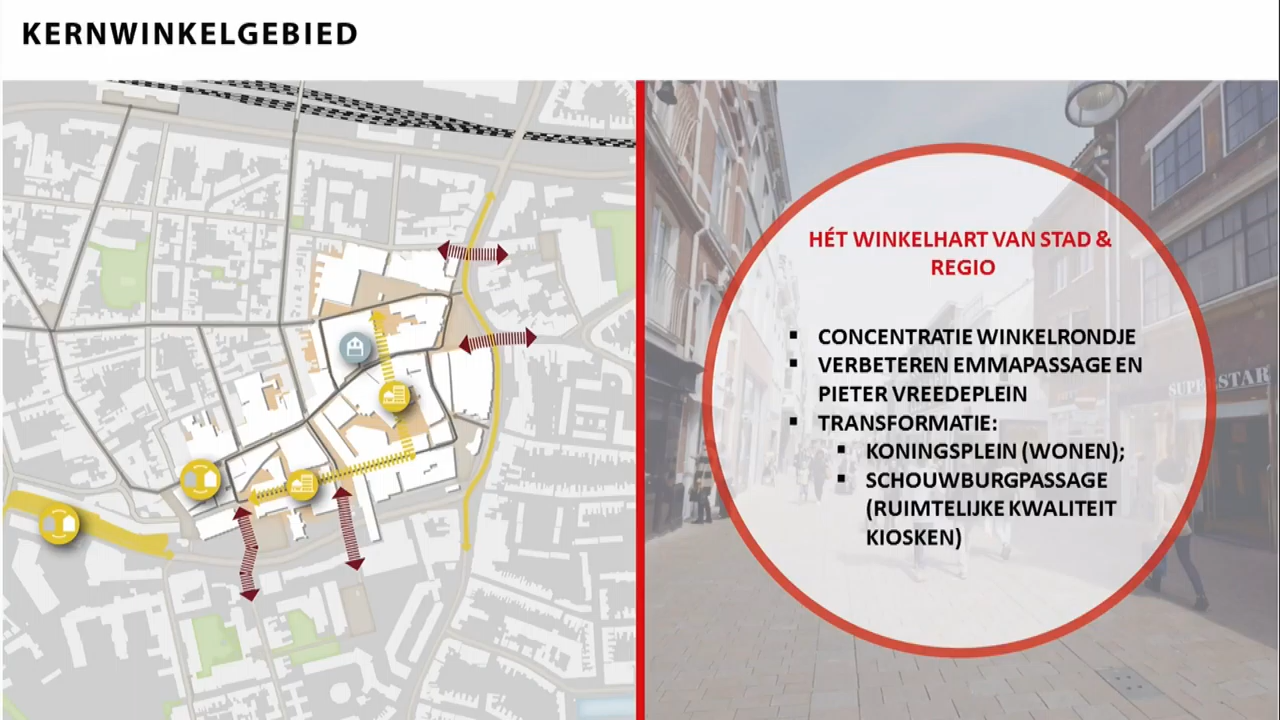 KERNWINKELGEBIED
HÉT WINKELHART VAN STAD &
REGIO
▪ CONCENTRATIE WINKELRONDJE
▪ VERBETEREN EMMAPASSAGE EN
PIETER VREEDEPLEIN
▪ TRANSFORMATIE:
▪ KONINGSPLEIN (WONEN);
▪ SCHOUWBURGPASSAGE
(RUIMTELIJKE KWALITEIT
KIOSKEN)
SUPERSTAR